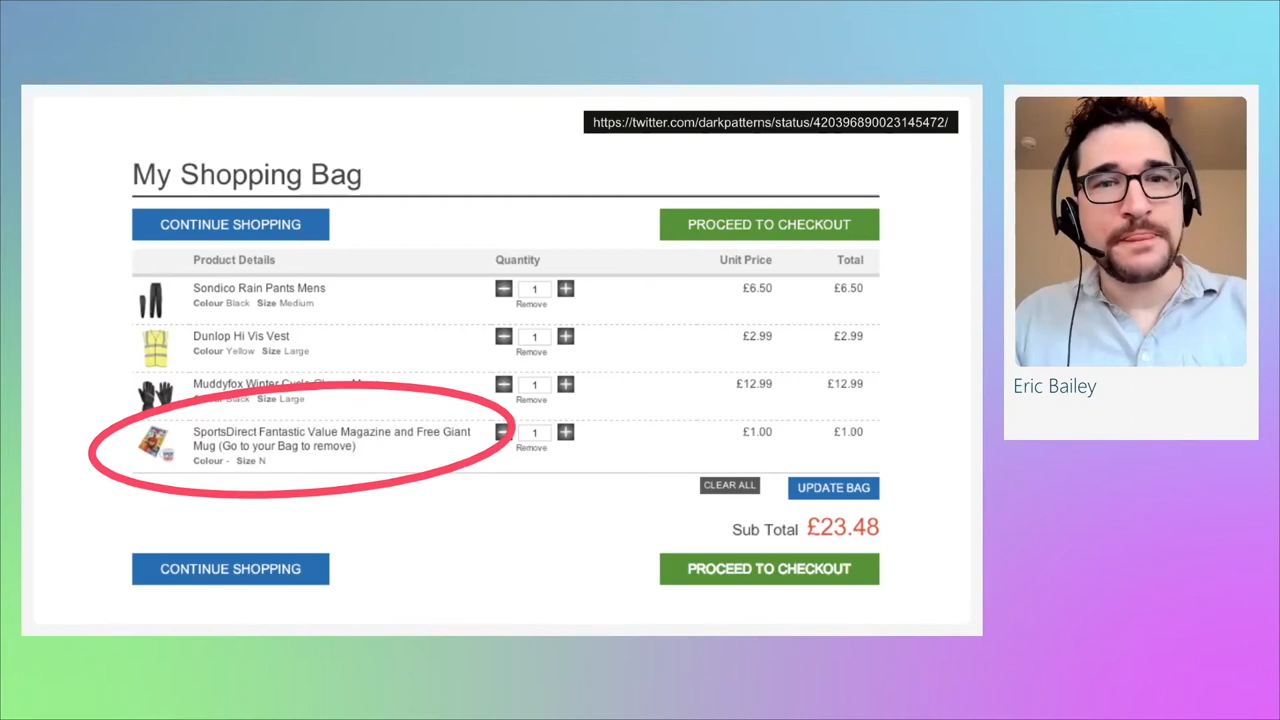 https://twitter.com/darkpatterns/status/420396890023145472/
My Shopping Bag
CONTINUE SHOPPING
PROCEED TO CHECKOUT
Product Details Quantity Unit Price Total
Sondico Rain Pants Mens 1 £6.50 £6.50
Colour Black Size Medium Remove
Dunlop Hi Vis Vest 1 £2.99 £2.99
Colour Yellow Size Large Remove
Muddyfox Winter Cycle 1 £12.99 £12.99
Black Size Large Remove
SportsDirect Fantastic Value Magazine and Free Giant 1 £1.00 £1.00
Mug (Go to your Bag to remove) Remove
Colour - Size N
CLEAR ALL UPDATE BAG
Sub Total £23.48
CONTINUE SHOPPING
PROCEED TO CHECKOUT
Eric Bailey